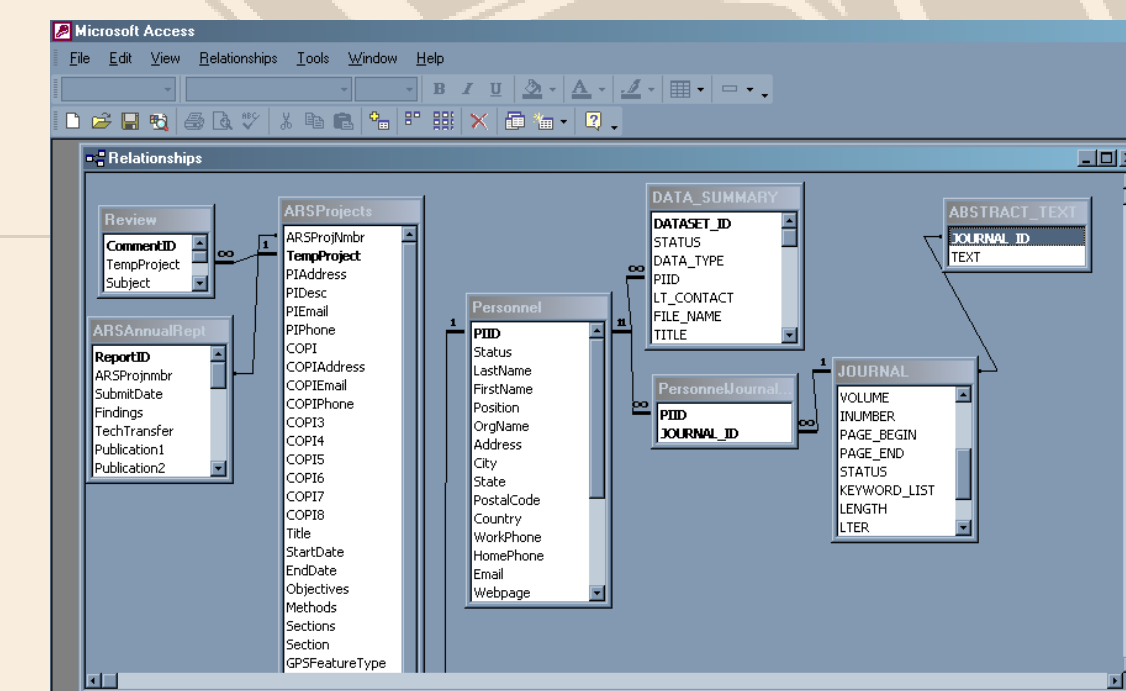 Microsoft Access
File Edit View Relationships Tools Window Help
B I U A
ABC
Relationships
Review
CommentID
TempProject
Subject
∞ 1
ARSAnnualRept
ReportID
ARSProjnmbr
SubmitDate
Findings
TechTransfer
Publication1
Publication2
ARSProjects
ARSProjNmbr
TempProject
PIAddress
PIDesc
PIEmail
PIPhone
COPI
COPIAddress
COPIEmail
COPIPhone
COPI3
COPI4
COPI5
COPI6
COPI7
COPI8
Title
StartDate
EndDate
Objectives
Methods
Sections
Section
GPSFeatureType
1
Personnel
PIID
Status
LastName
FirstName
Position
OrgName
Address
City
State
PostalCode
Country
WorkPhone
HomePhone
Email
Webpage
11
∞
DATA_SUMMARY
DATASET_ID
STATUS
DATA_TYPE
PIID
LT_CONTACT
FILE_NAME
TITLE
∞
PersonnelJournal...
PIID
JOURNAL_ID
∞
1
JOURNAL
VOLUME
INUMBER
PAGE_BEGIN
PAGE_END
STATUS
KEYWORD_LIST
LENGTH
LTER
ABSTRACT_TEXT
JOURNAL_ID
TEXT